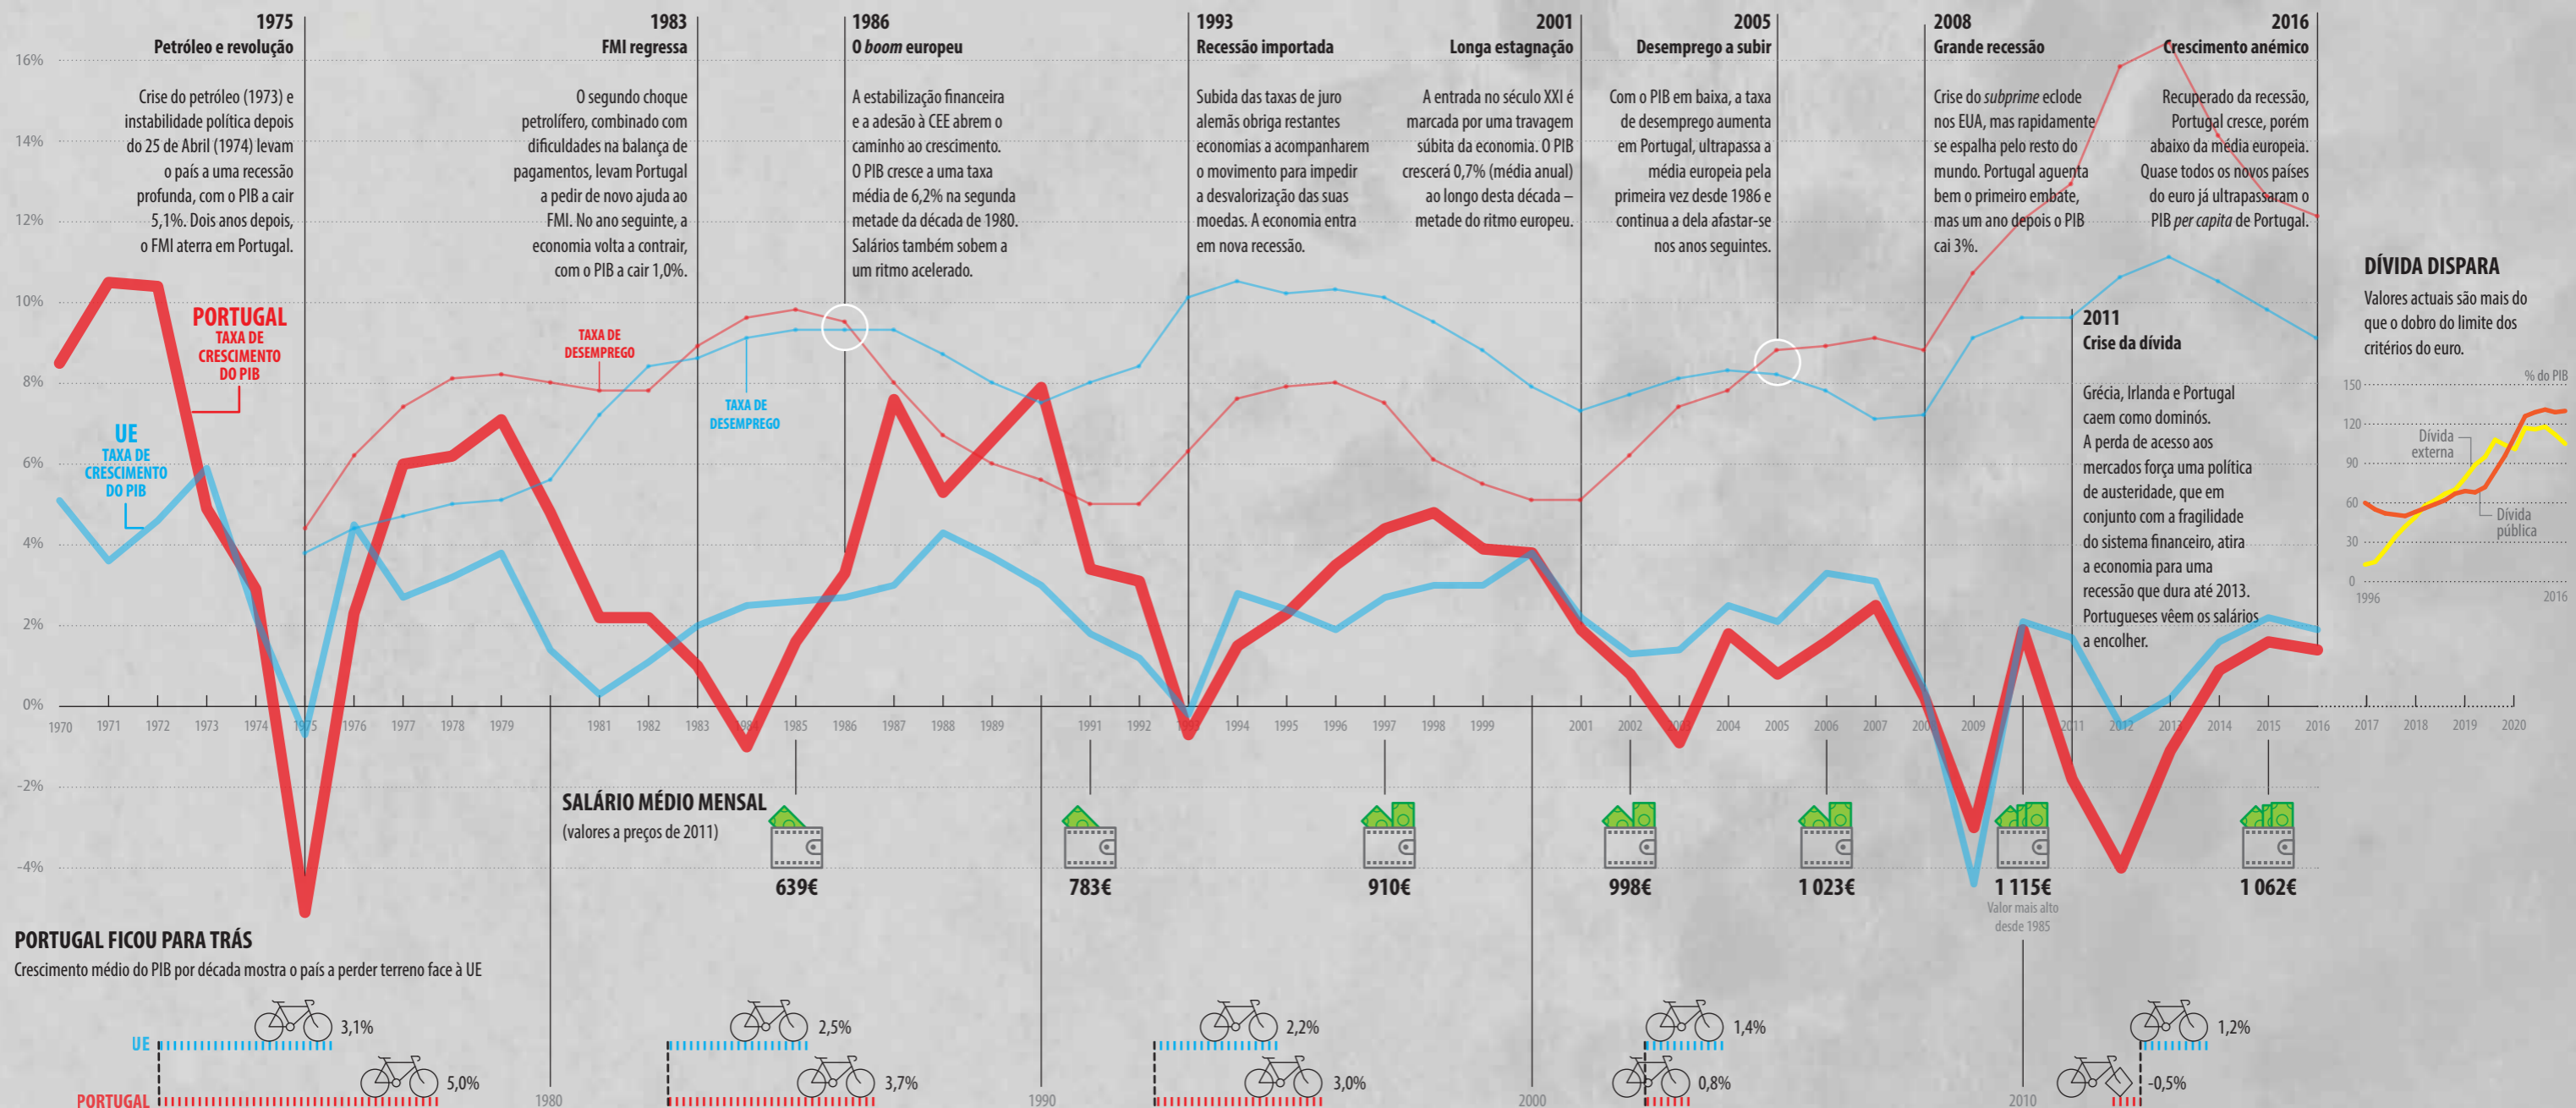 1975
Petróleo e revolução
Crise do petróleo (1973) e
instabilidade política depois
do 25 de Abril (1974) levam
o país a uma recessão
profunda, com o PIB a cair
5,1%. Dois anos depois,
o FMI aterra em Portugal.
1983
FMI regressa
O segundo choque
petrolífero, combinado com
dificuldades na balança de
pagamentos, levam Portugal
a pedir de novo ajuda ao
FMI. No ano seguinte, a
economia volta a contrair,
com o PIB a cair 1,0%.
1986
O boom europeu
A estabilização financeira
e a adesão à CEE abrem o
caminho ao crescimento.
O PIB cresce a uma taxa
média de 6,2% na segunda
metade da década de 1980.
Salários também sobem a
um ritmo acelerado.
1993
Recessão importada
Subida das taxas de juro
alemãs obriga restantes
economias a acompanharem
o movimento para impedir
a desvalorização das suas
moedas. A economia entra
em nova recessão.
2001
Longa estagnação
A entrada no século XXI é
marcada por uma travagem
súbita da economia. O PIB
crescerá 0,7% (média anual)
ao longo desta década –
metade do ritmo europeu.
2005
Desemprego a subir
Com o PIB em baixa, a taxa
de desemprego aumenta
em Portugal, ultrapassa a
média europeia pela
primeira vez desde 1986 e
continua a dela afastar-se
nos anos seguintes.
2008
Grande recessão
Crise do subprime eclode
nos EUA, mas rapidamente
se espalha pelo resto do
mundo. Portugal aguenta
bem o primeiro embate,
mas um ano depois o PIB
cai 3%.
2016
Crescimento anémico
Recuperado da recessão,
Portugal cresce, porém
abaixo da média europeia.
Quase todos os novos países
do euro já ultrapassaram o
PIB per capita de Portugal.
2011
Crise da dívida
Grécia, Irlanda e Portugal
caem como dominós.
A perda de acesso aos
mercados força uma política
de austeridade, que em
conjunto com a fragilidade
do sistema financeiro, atira
a economia para uma
recessão que dura até 2013.
Portugueses vêem os salários
a encolher.
DÍVIDA DISPARA
Valores actuais são mais do
que o dobro do limite dos
critérios do euro.
% do PIB
150
120
90
60
30
0
1996
2016
Dívida
externa
Dívida
pública
16%
14%
12%
10%
8%
6%
4%
2%
0%
-2%
-4%
PORTUGAL
TAXA DE
CRESCIMENTO
DO PIB
UE
TAXA DE
CRESCIMENTO
DO PIB
TAXA DE
DESEMPREGO
TAXA DE
DESEMPREGO
1970 1971 1972 1973 1974 1975 1976 1977 1978 1979 1981 1982 1983 1984 1985 1986 1987 1988 1989 1991 1992 1993 1994 1995 1996 1997 1998 1999 2001 2002 2003 2004 2005 2006 2007 2008 2009 2011 2012 2013 2014 2015 2016 2017 2018 2019 2020
SALÁRIO MÉDIO MENSAL
(valores a preços de 2011)
639€
783€
910€
998€
1 023€
1 115€
Valor mais alto
desde 1985
1 062€
PORTUGAL FICOU PARA TRÁS
Crescimento médio do PIB por década mostra o país a perder terreno face à UE
UE 3,1% 2,5% 2,2% 1,4% 1,2%
PORTUGAL 5,0% 3,7% 3,0% 0,8% -0,5%
1980 1990 2000 2010